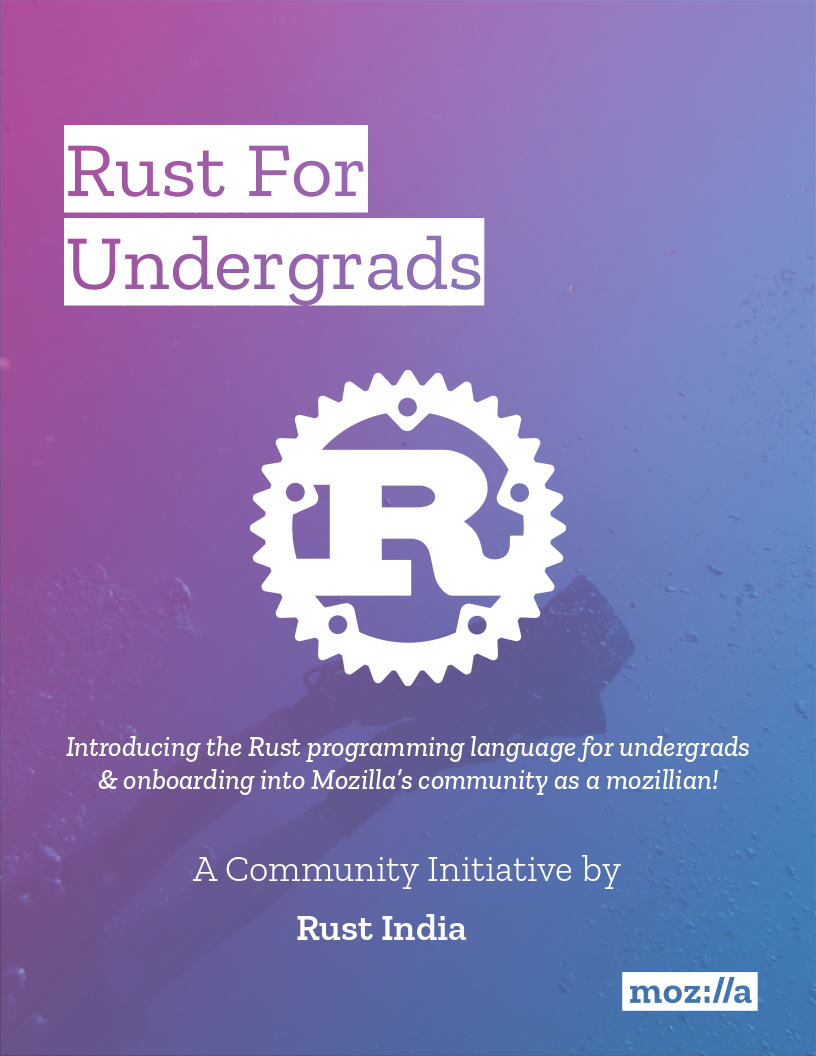 Rust For
Undergrads
R
Introducing the Rust programming language for undergrads
& onboarding into Mozilla’s community as a mozillian!
A Community Initiative by
Rust India
moz://a